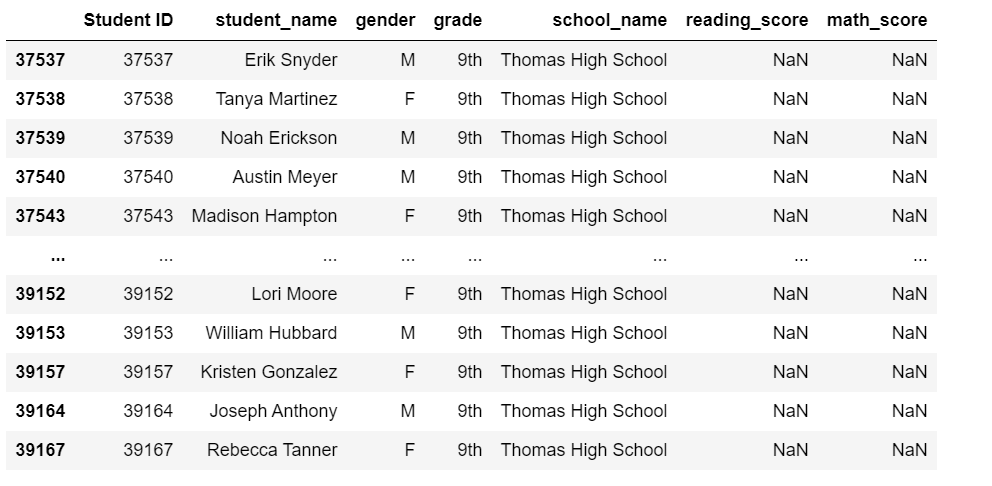 Student ID student_name gender grade school_name reading_score math_score
37537 37537 Erik Snyder M 9th Thomas High School NaN NaN
37538 37538 Tanya Martinez F 9th Thomas High School NaN NaN
37539 37539 Noah Erickson M 9th Thomas High School NaN NaN
37540 37540 Austin Meyer M 9th Thomas High School NaN NaN
37543 37543 Madison Hampton F 9th Thomas High School NaN NaN
... ... ... ... ... ... ... ...
39152 39152 Lori Moore F 9th Thomas High School NaN NaN
39153 39153 William Hubbard M 9th Thomas High School NaN NaN
39157 39157 Kristen Gonzalez F 9th Thomas High School NaN NaN
39164 39164 Joseph Anthony M 9th Thomas High School NaN NaN
39167 39167 Rebecca Tanner F 9th Thomas High School NaN NaN